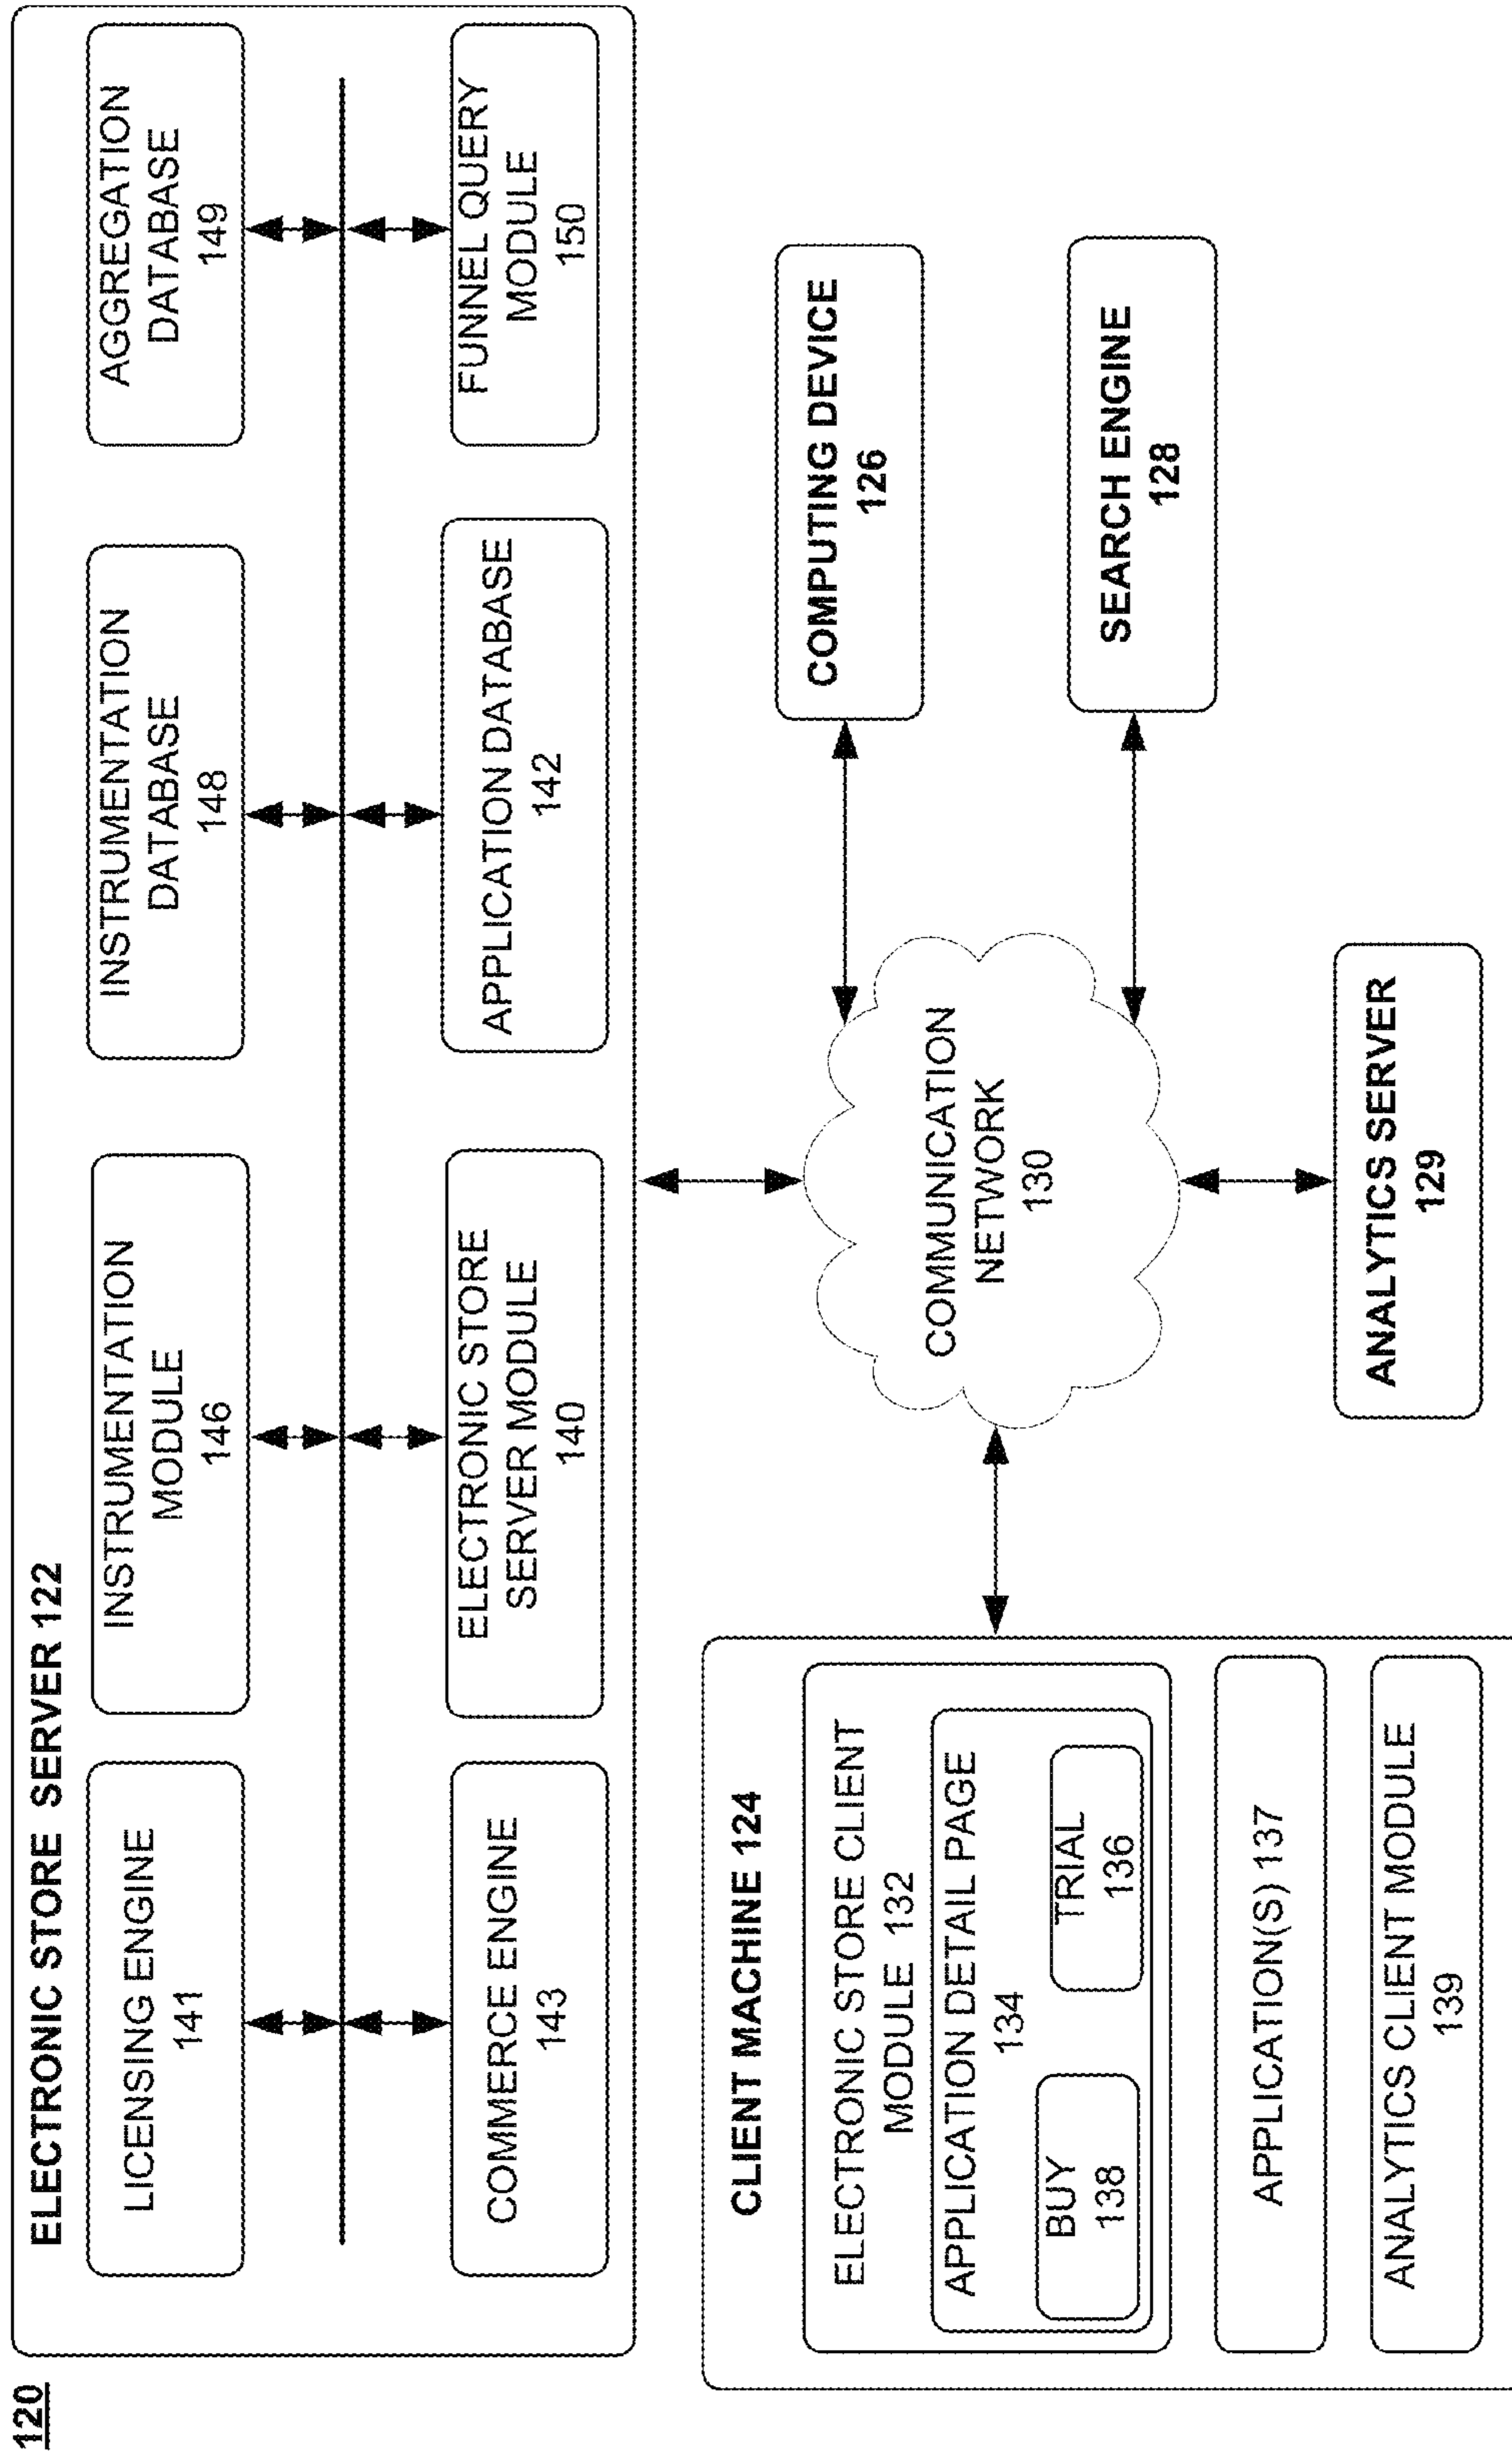 120
ELECTRONIC STORE SERVER 122
LICENSING ENGINE
141
INSTRUMENTATION
MODULE
146
INSTRUMENTATION
DATABASE
148
AGGREGATION
DATABASE
149
COMMERCE ENGINE
143
ELECTRONIC STORE
SERVER MODULE
140
APPLICATION DATABASE
142
FUNNEL QUERY
MODULE
150
CLIENT MACHINE 124
ELECTRONIC STORE CLIENT
MODULE 132
APPLICATION DETAIL PAGE
134
BUY
138
TRIAL
136
APPLICATION(S) 137
ANALYTICS CLIENT MODULE
139
COMMUNICATION
NETWORK
130
COMPUTING DEVICE
126
SEARCH ENGINE
128
ANALYTICS SERVER
129